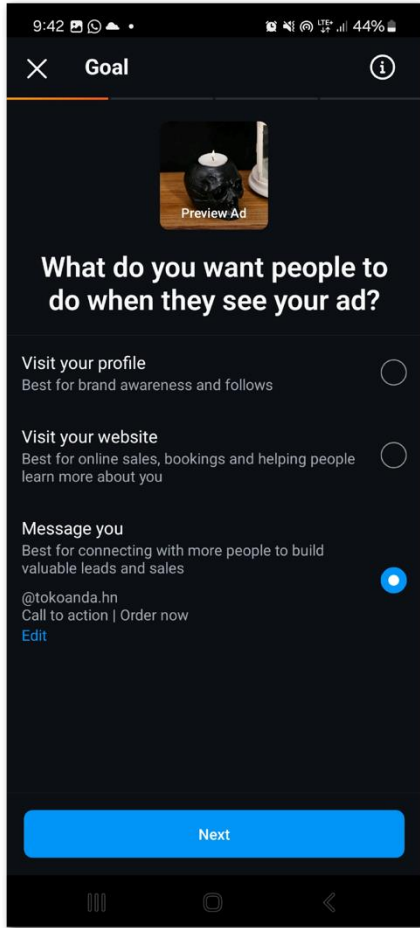 9:42
LTE+ 44%
Goal
Preview Ad
What do you want people to
do when they see your ad?
Visit your profile
Best for brand awareness and follows
Visit your website
Best for online sales, bookings and helping people
learn more about you
Message you
Best for connecting with more people to build
valuable leads and sales
@tokoanda.hn
Call to action | Order now
Edit
Next